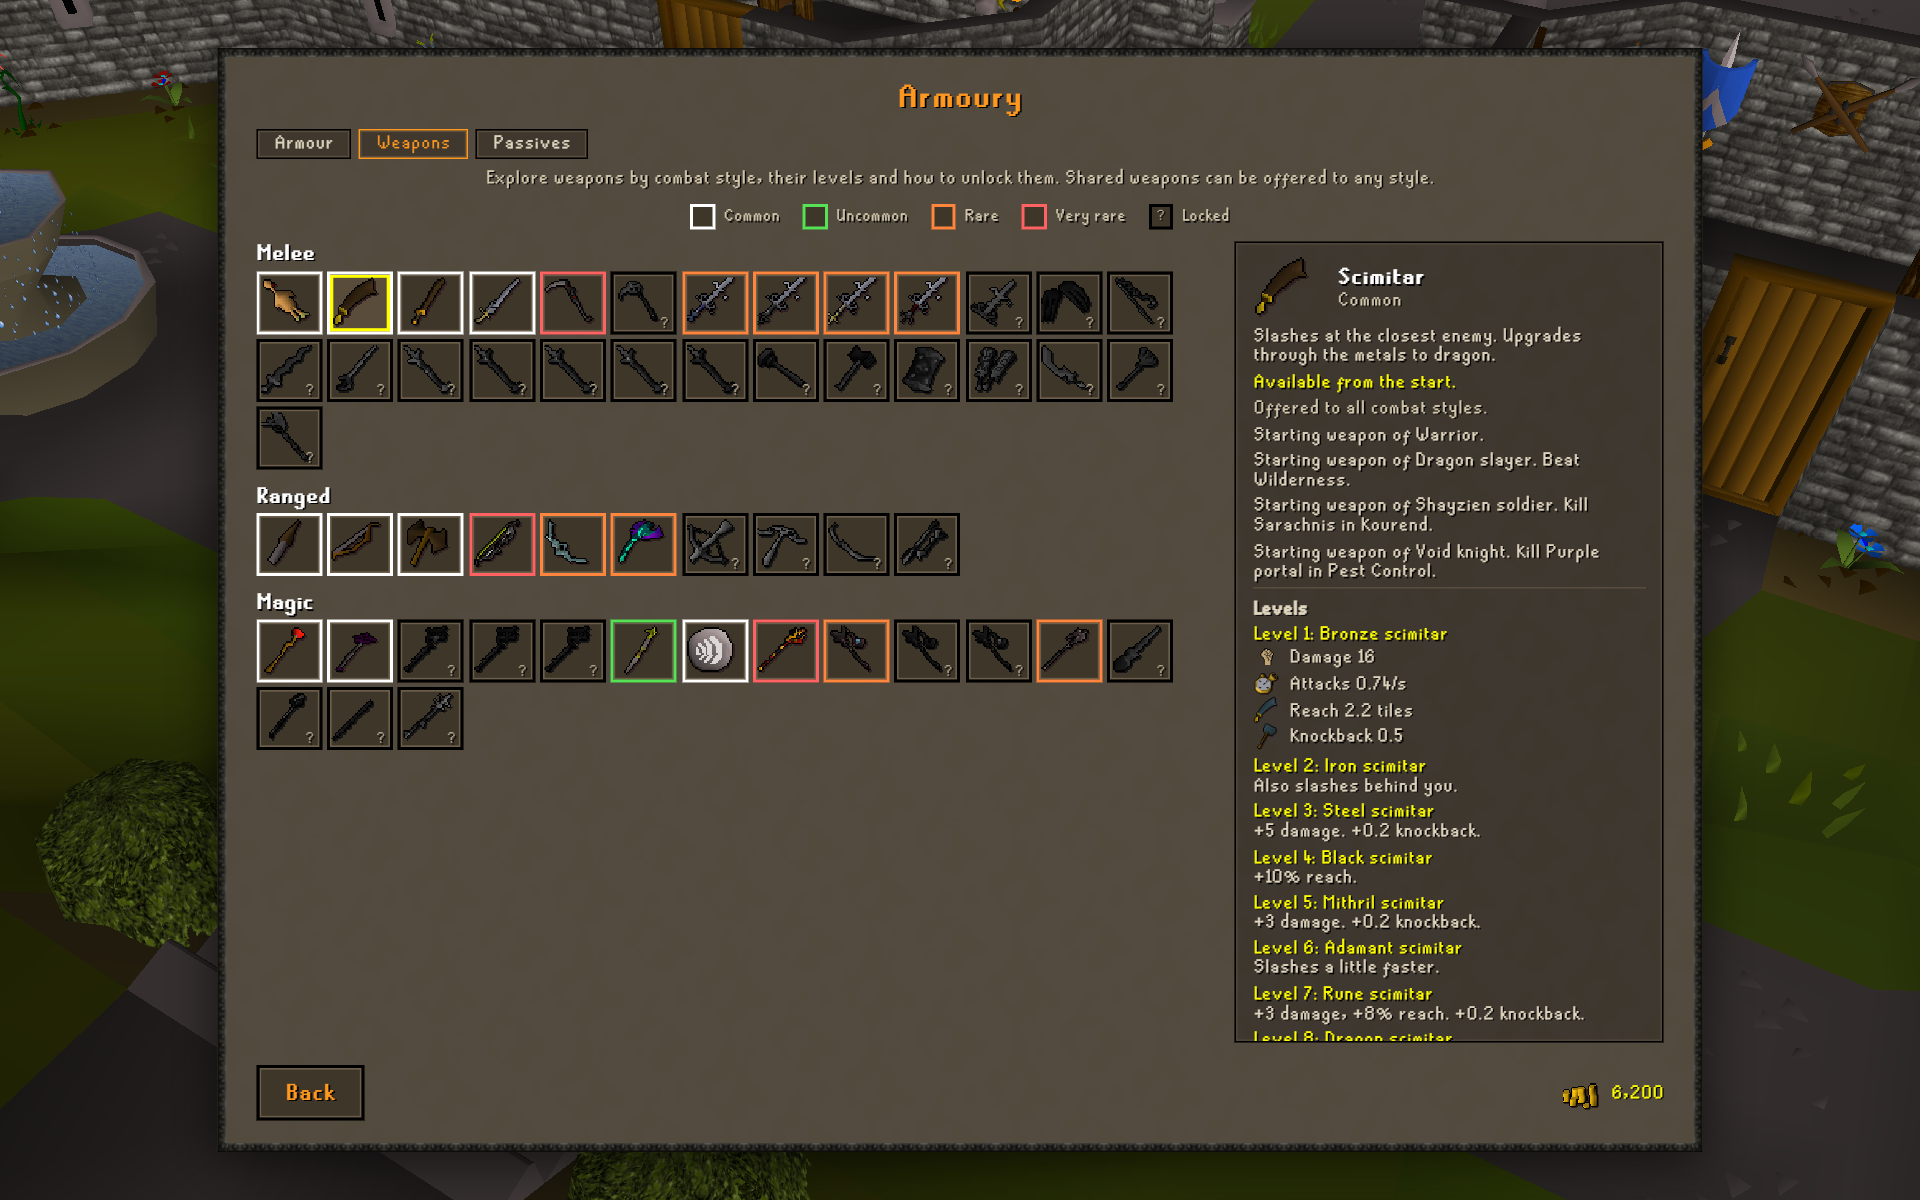 Armoury
Armour
Weapons
Passives
Explore weapons by combat style, their levels and how to unlock them. Shared weapons can be offered to any style.
Common
Uncommon
Rare
Very rare
? Locked
Melee
?
? ? ?
? ? ? ? ? ? ? ? ? ? ? ? ?
?
Ranged
? ? ? ?
Magic
? ? ?
? ?
?
? ? ?
Scimitar
Common
Slashes at the closest enemy. Upgrades
through the metals to dragon.
Available from the start.
Offered to all combat styles.
Starting weapon of Warrior.
Starting weapon of Dragon slayer. Beat
Wilderness.
Starting weapon of Shayzien soldier. Kill
Sarachnis in Kourend.
Starting weapon of Void knight. Kill Purple
portal in Pest Control.
Levels
Level 1: Bronze scimitar
Damage 16
Attacks 0.74/s
Reach 2.2 tiles
Knockback 0.5
Level 2: Iron scimitar
Also slashes behind you.
Level 3: Steel scimitar
+5 damage. +0.2 knockback.
Level 4: Black scimitar
+10% reach.
Level 5: Mithril scimitar
+3 damage. +0.2 knockback.
Level 6: Adamant scimitar
Slashes a little faster.
Level 7: Rune scimitar
+3 damage, +8% reach. +0.2 knockback.
Level 8: Dragon scimitar
Back
6,200